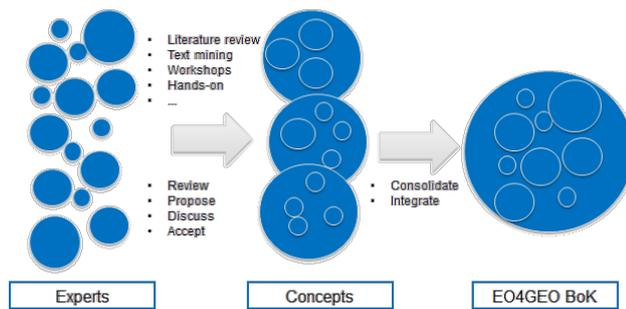 • Literature review
• Text mining
• Workshops
• Hands-on
• ...
• Review
• Propose
• Discuss
• Accept
• Consolidate
• Integrate
Experts
Concepts
EO4GEO BoK